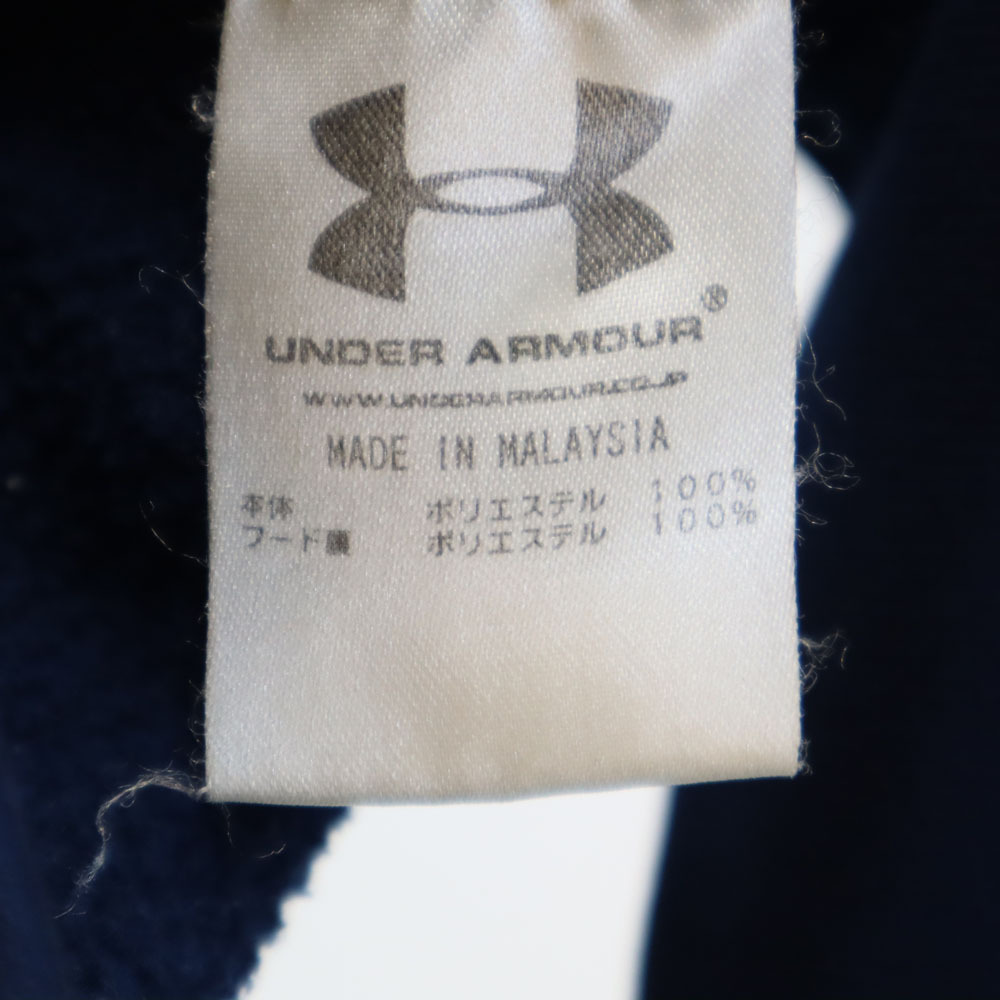 UNDER ARMOUR®
WWW.UNDERARMOUR.CO.JP
MADE IN MALAYSIA
本体 ポリエステル 100%
フード裏 ポリエステル 100%